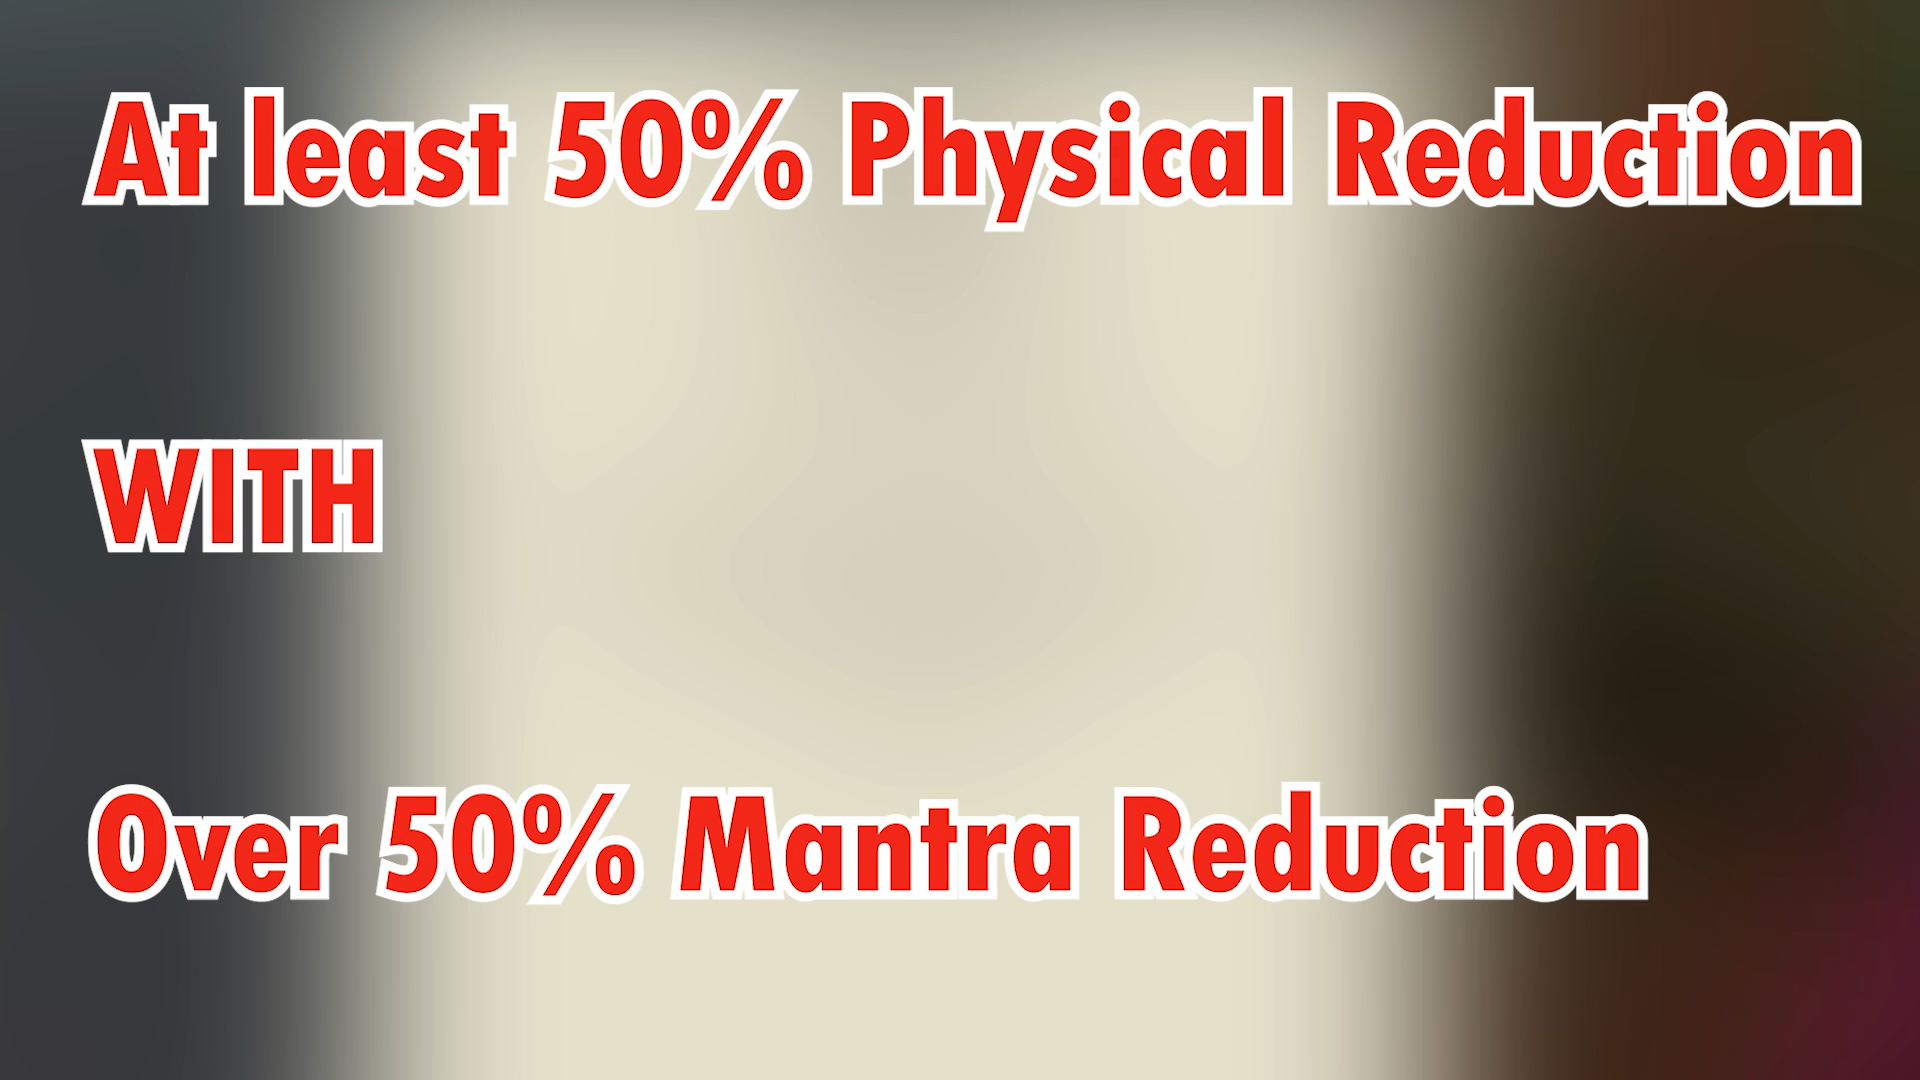 At least 50% Physical Reduction
WITH
Over 50% Mantra Reduction